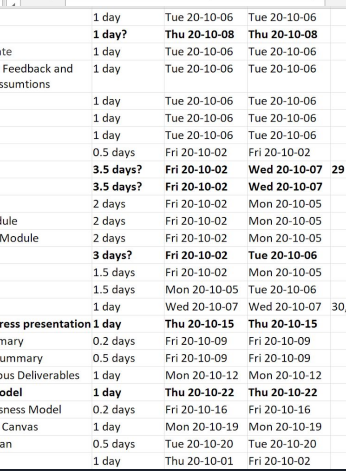 1 day Tue 20-10-06 Tue 20-10-06
1 day? Thu 20-10-08 Thu 20-10-08
ate 1 day Tue 20-10-06 Tue 20-10-06
Feedback and 1 day Tue 20-10-06 Tue 20-10-06
ssumtions
1 day Tue 20-10-06 Tue 20-10-06
1 day Tue 20-10-06 Tue 20-10-06
1 day Tue 20-10-06 Tue 20-10-06
0.5 days Fri 20-10-02 Fri 20-10-02
3.5 days? Fri 20-10-02 Wed 20-10-07 29
3.5 days? Fri 20-10-02 Wed 20-10-07
2 days Fri 20-10-02 Mon 20-10-05
dule 2 days Fri 20-10-02 Mon 20-10-05
Module 2 days Fri 20-10-02 Mon 20-10-05
3 days? Fri 20-10-02 Tue 20-10-06
1.5 days Fri 20-10-02 Mon 20-10-05
1.5 days Mon 20-10-05 Tue 20-10-06
1 day Wed 20-10-07 Wed 20-10-07 30,
ress presentation 1 day Thu 20-10-15 Thu 20-10-15
mary 0.2 days Fri 20-10-09 Fri 20-10-09
ummary 0.5 days Fri 20-10-09 Fri 20-10-09
ous Deliverables 1 day Mon 20-10-12 Mon 20-10-12
odel 1 day Thu 20-10-22 Thu 20-10-22
sness Model 0.2 days Fri 20-10-16 Fri 20-10-16
Canvas 1 day Mon 20-10-19 Mon 20-10-19
an 0.5 days Tue 20-10-20 Tue 20-10-20
1 day Thu 20-10-01 Fri 20-10-02